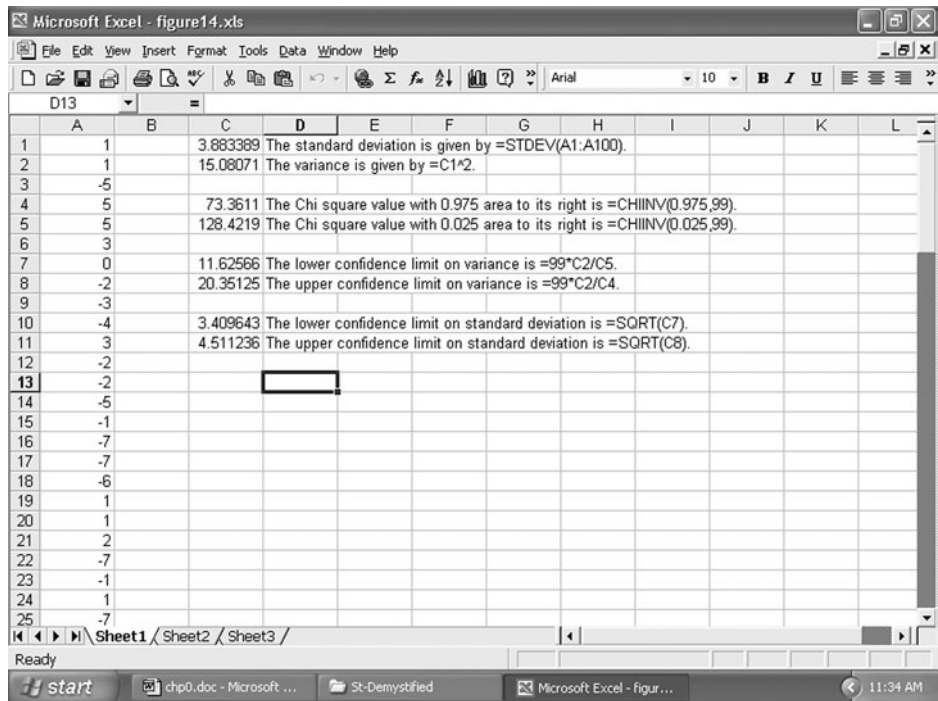 Microsoft Excel - figure14.xls
File Edit View Insert Format Tools Data Window Help
Arial 10 B I U
D13 =
A B C D E F G H I J K L
1 1 3.883389 The standard deviation is given by =STDEV(A1:A100).
2 1 15.08071 The variance is given by =C1^2.
3 -5
4 5 73.3611 The Chi square value with 0.975 area to its right is =CHIINV(0.975,99).
5 5 128.4219 The Chi square value with 0.025 area to its right is =CHIINV(0.025,99).
6 3
7 0 11.62566 The lower confidence limit on variance is =99*C2/C5.
8 -2 20.35125 The upper confidence limit on variance is =99*C2/C4.
9 -3
10 -4 3.409643 The lower confidence limit on standard deviation is =SQRT(C7).
11 3 4.511236 The upper confidence limit on standard deviation is =SQRT(C8).
12 -2
13 -2
14 -5
15 -1
16 -7
17 -7
18 -6
19 1
20 1
21 2
22 -7
23 -1
24 1
25 -7
Sheet1 / Sheet2 / Sheet3 /
Ready
start chp0.doc - Microsoft ... St-Demystified Microsoft Excel - figur... 11:34 AM